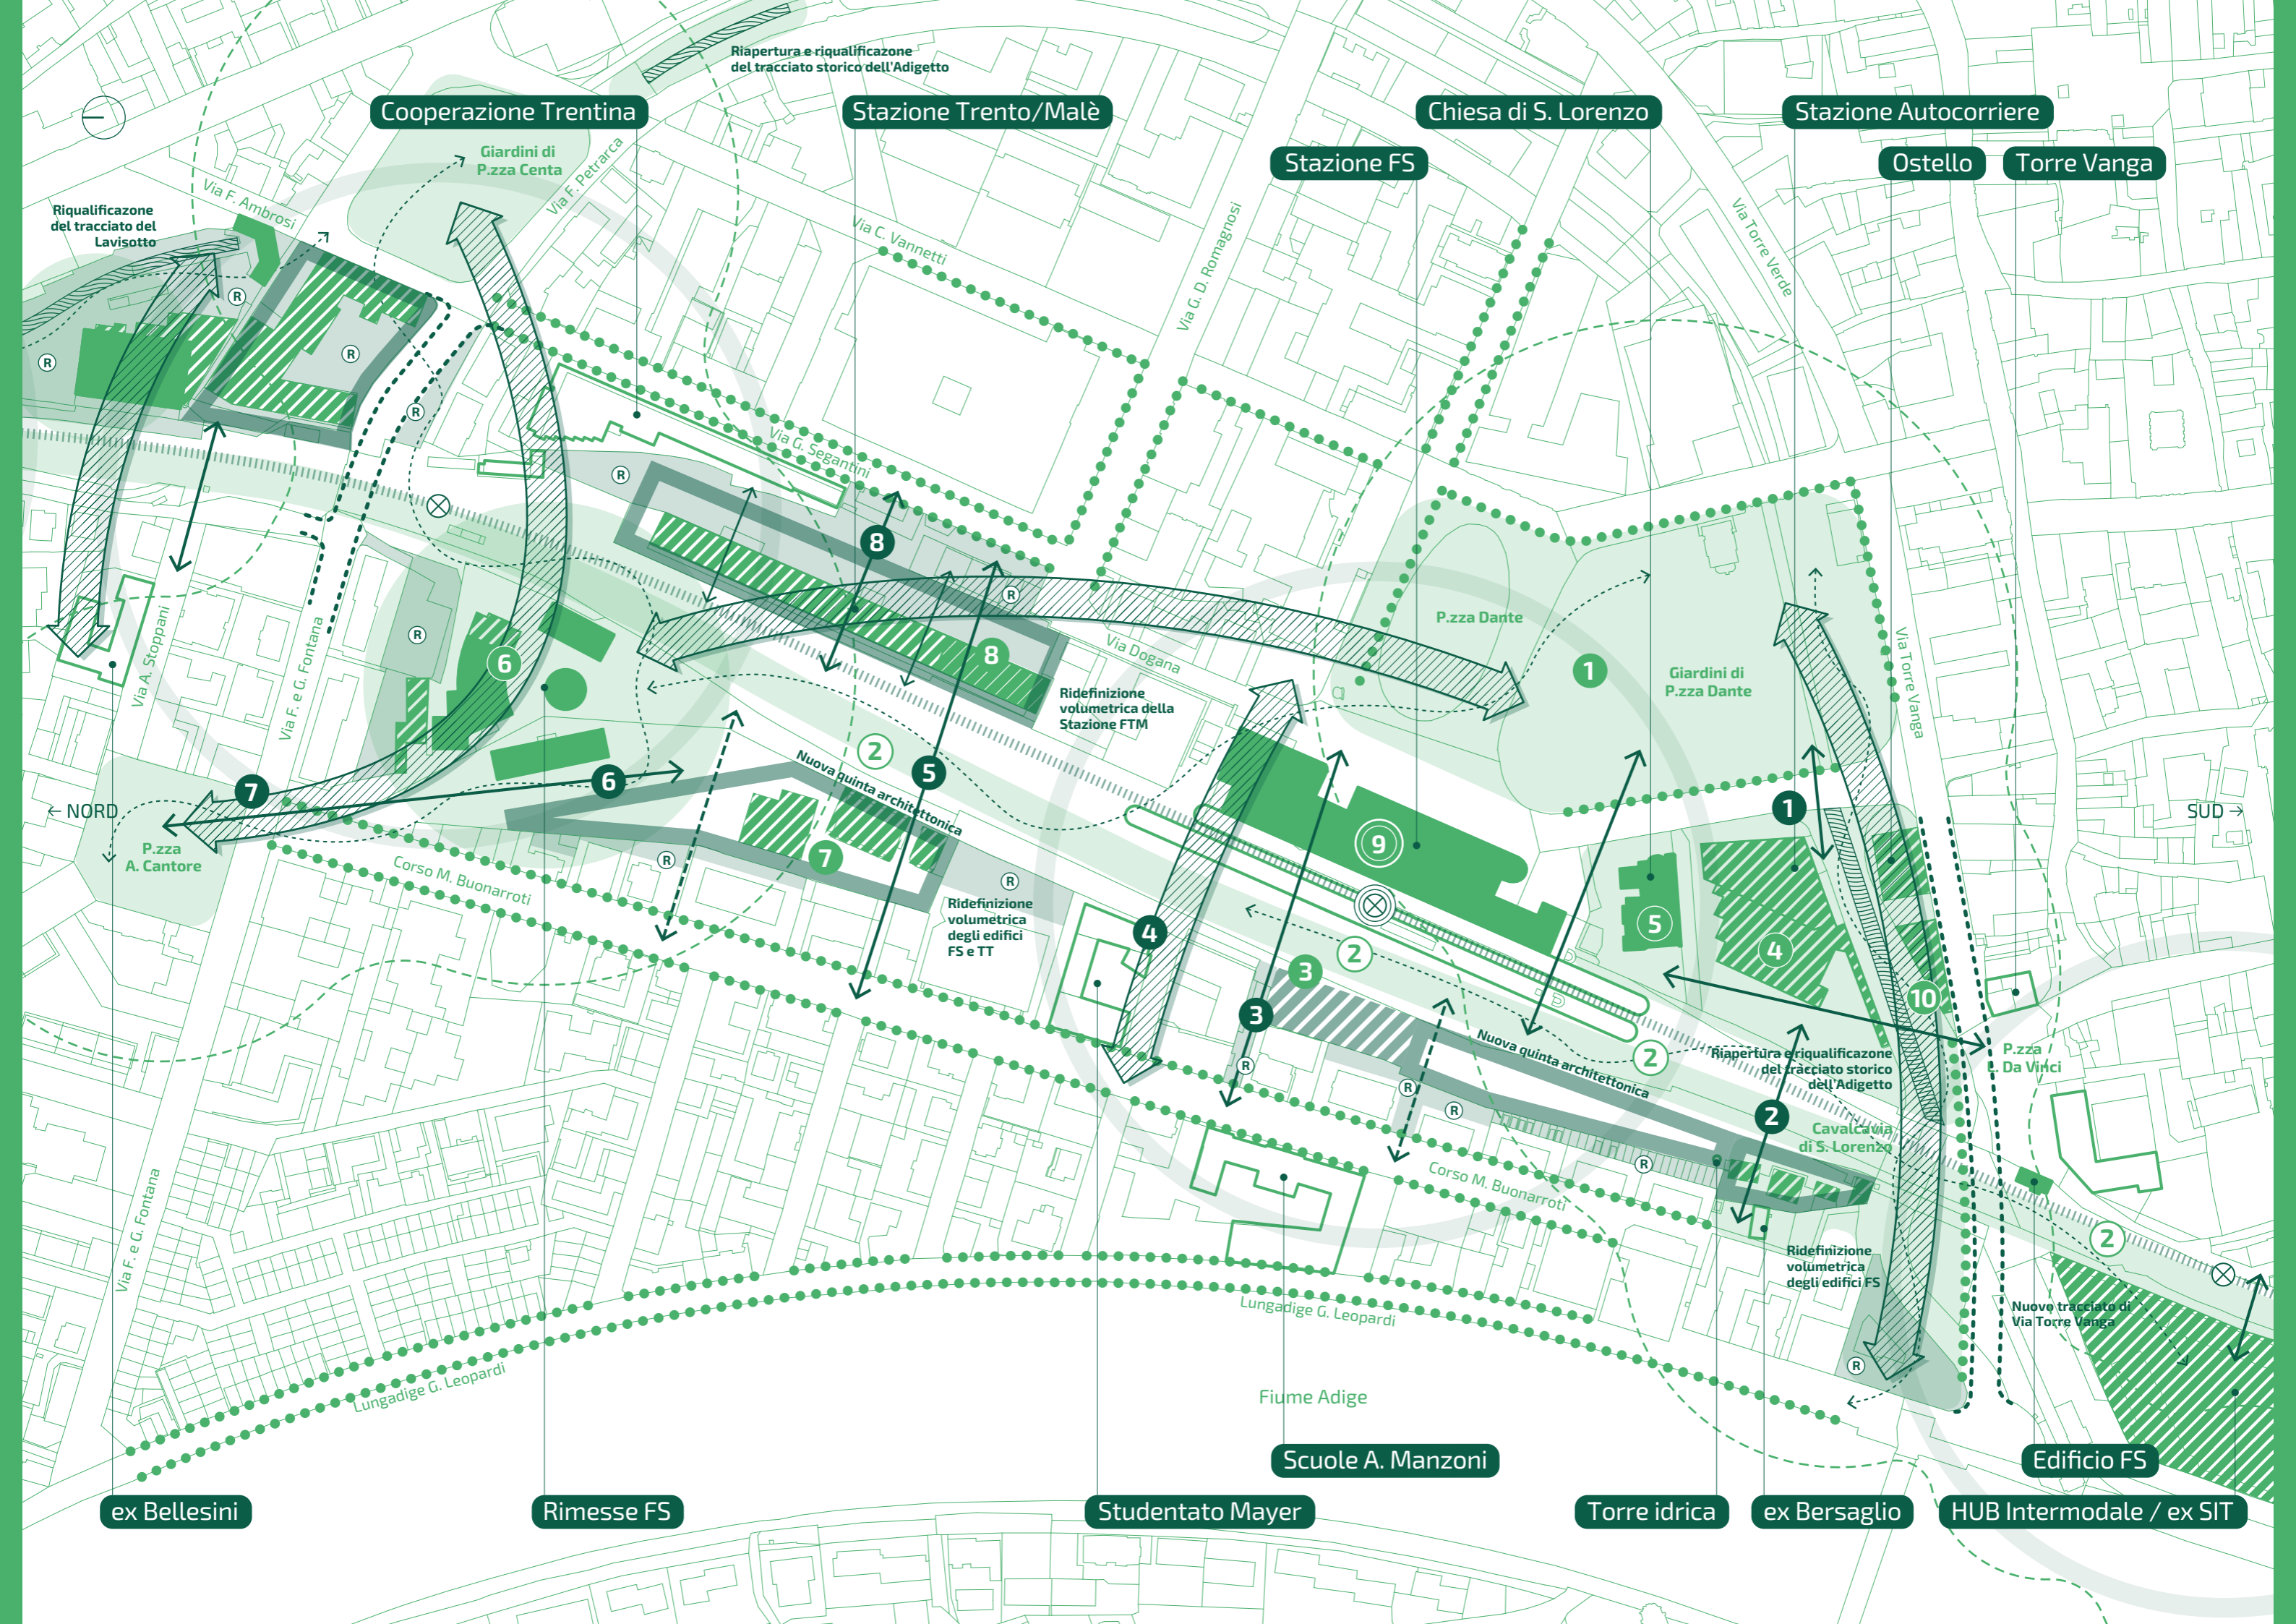 Riapertura e riqualificazone
del tracciato storico dell'Adigetto
Cooperazione Trentina
Stazione Trento/Malè
Chiesa di S. Lorenzo
Stazione Autocorriere
Stazione FS
Ostello
Torre Vanga
Giardini di
P.zza Centa
Via F. Petrarca
Via F. Ambrosi
Riqualificazone
del tracciato del
Lavisotto
Via C. Vannetti
Via G. D. Romagnosi
Via Torre Verde
R
R
R
R
Via G. Segantini
R
8
R
R
Via A. Stoppani
Via F. e G. Fontana
6
8
Via Dogana
P.zza Dante
1
Giardini di
P.zza Dante
Via Torre Vanga
Ridefinizione
volumetrica della
Stazione FTM
2
Nuova quinta architettonica
5
6
7
← NORD
SUD →
1
P.zza
A. Cantore
Corso M. Buonarroti
R
7
R
9
Ridefinizione
volumetrica
degli edifici
FS e TT
4
5
4
2
3
10
3
R
Nuova quinta architettonica
2
Riapertura e riqualificazone
del tracciato storico
dell'Adigetto
P.zza
L. Da Vinci
R
R
2
Cavalcavia
di S. Lorenzo
R
Corso M. Buonarroti
Via F. e G. Fontana
2
Ridefinizione
volumetrica
degli edifici FS
Nuovo tracciato di
Via Torre Vanga
Lungadige G. Leopardi
R
Lungadige G. Leopardi
Fiume Adige
Scuole A. Manzoni
Edificio FS
ex Bellesini
Rimesse FS
Studentato Mayer
Torre idrica
ex Bersaglio
HUB Intermodale / ex SIT